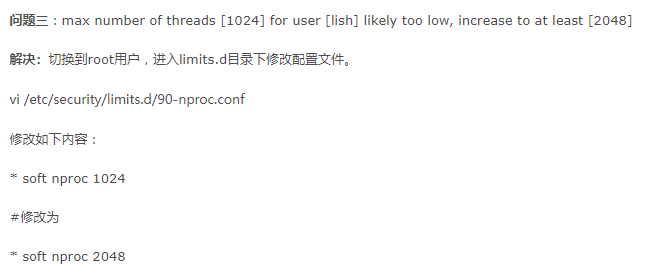 问题三：max number of threads [1024] for user [lish] likely too low, increase to at least [2048]
解决：切换到root用户，进入limits.d目录下修改配置文件。
vi /etc/security/limits.d/90-nproc.conf
修改如下内容：
* soft nproc 1024
#修改为
* soft nproc 2048